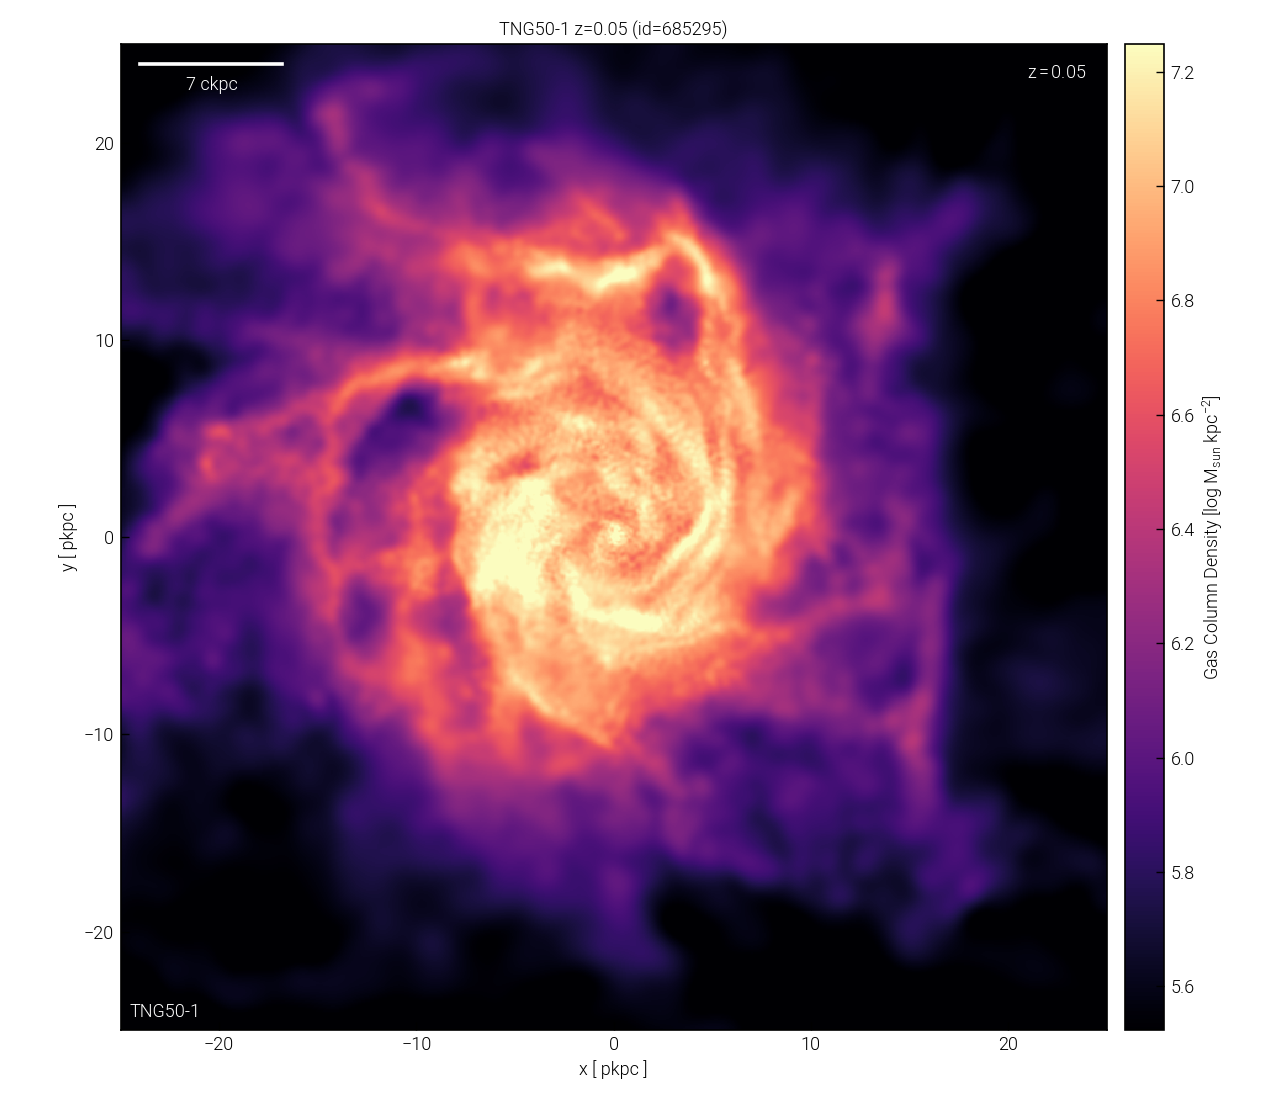 TNG50-1 z=0.05 (id=685295)
7 ckpc
z = 0.05
TNG50-1
20
10
0
−10
−20
y [ pkpc ]
−20
−10
0
10
20
x [ pkpc ]
7.2
7.0
6.8
6.6
6.4
6.2
6.0
5.8
5.6
Gas Column Density [log M_sun kpc^−2]